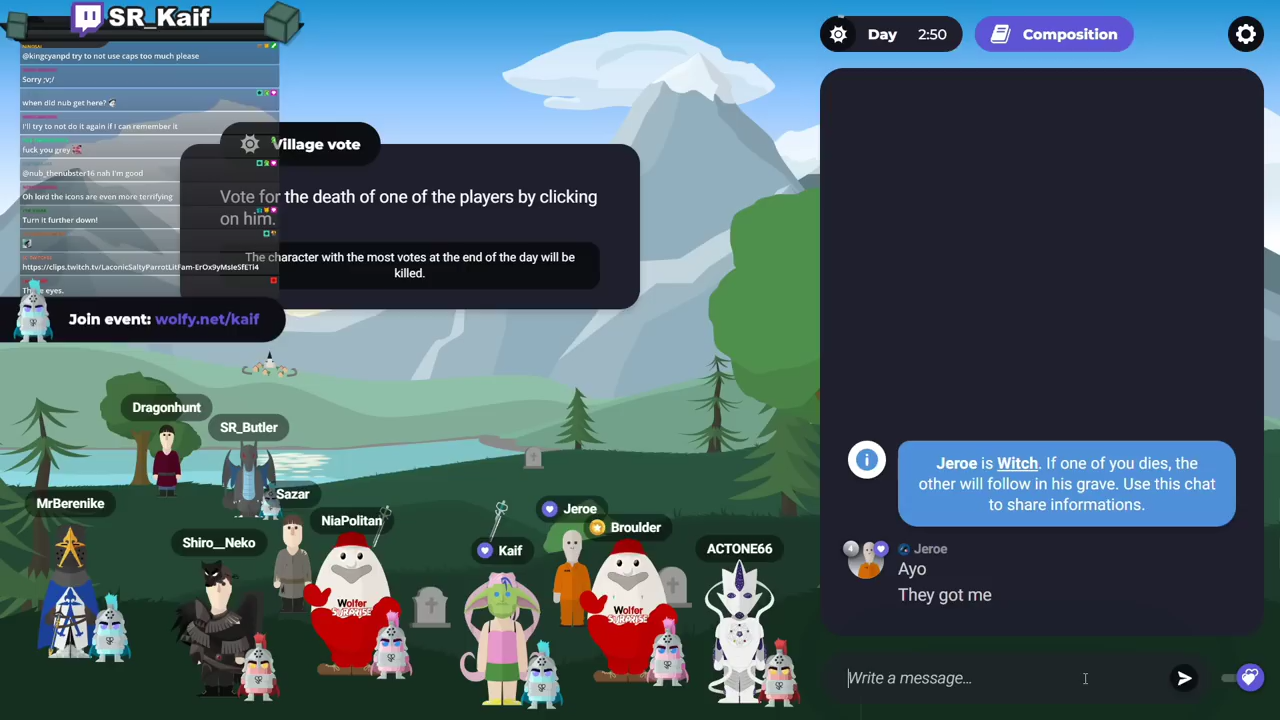 SR_Kaif
@kingcyanpd try to not use caps too much please
Sorry ;v;/
when did nub get here?
I'll try to not do it again if I can remember it
fuck you grey
@nub_thenubster16 nah I'm good
Oh lord the icons are even more terrifying
Turn it further down!
https://clips.twitch.tv/LaconicSaltyParrotLitFam-ErOx9yMsIeSfETi4
eyes.
Join event: wolfy.net/kaif
Village vote
Vote for the death of one of the players by clicking
on him.
The character with the most votes at the end of the day will be
killed.
Dragonhunt
SR_Butler
MrBerenike
Sazar
Shiro__Neko
NiaPolitan
Kaif
Jeroe
Broulder
ACTONE66
Wolfer
SURPRISE
Wolfer
SURPRISE
Day 2:50
Composition
Jeroe is Witch. If one of you dies, the
other will follow in his grave. Use this chat
to share informations.
4
Jeroe
Ayo
They got me
Write a message...